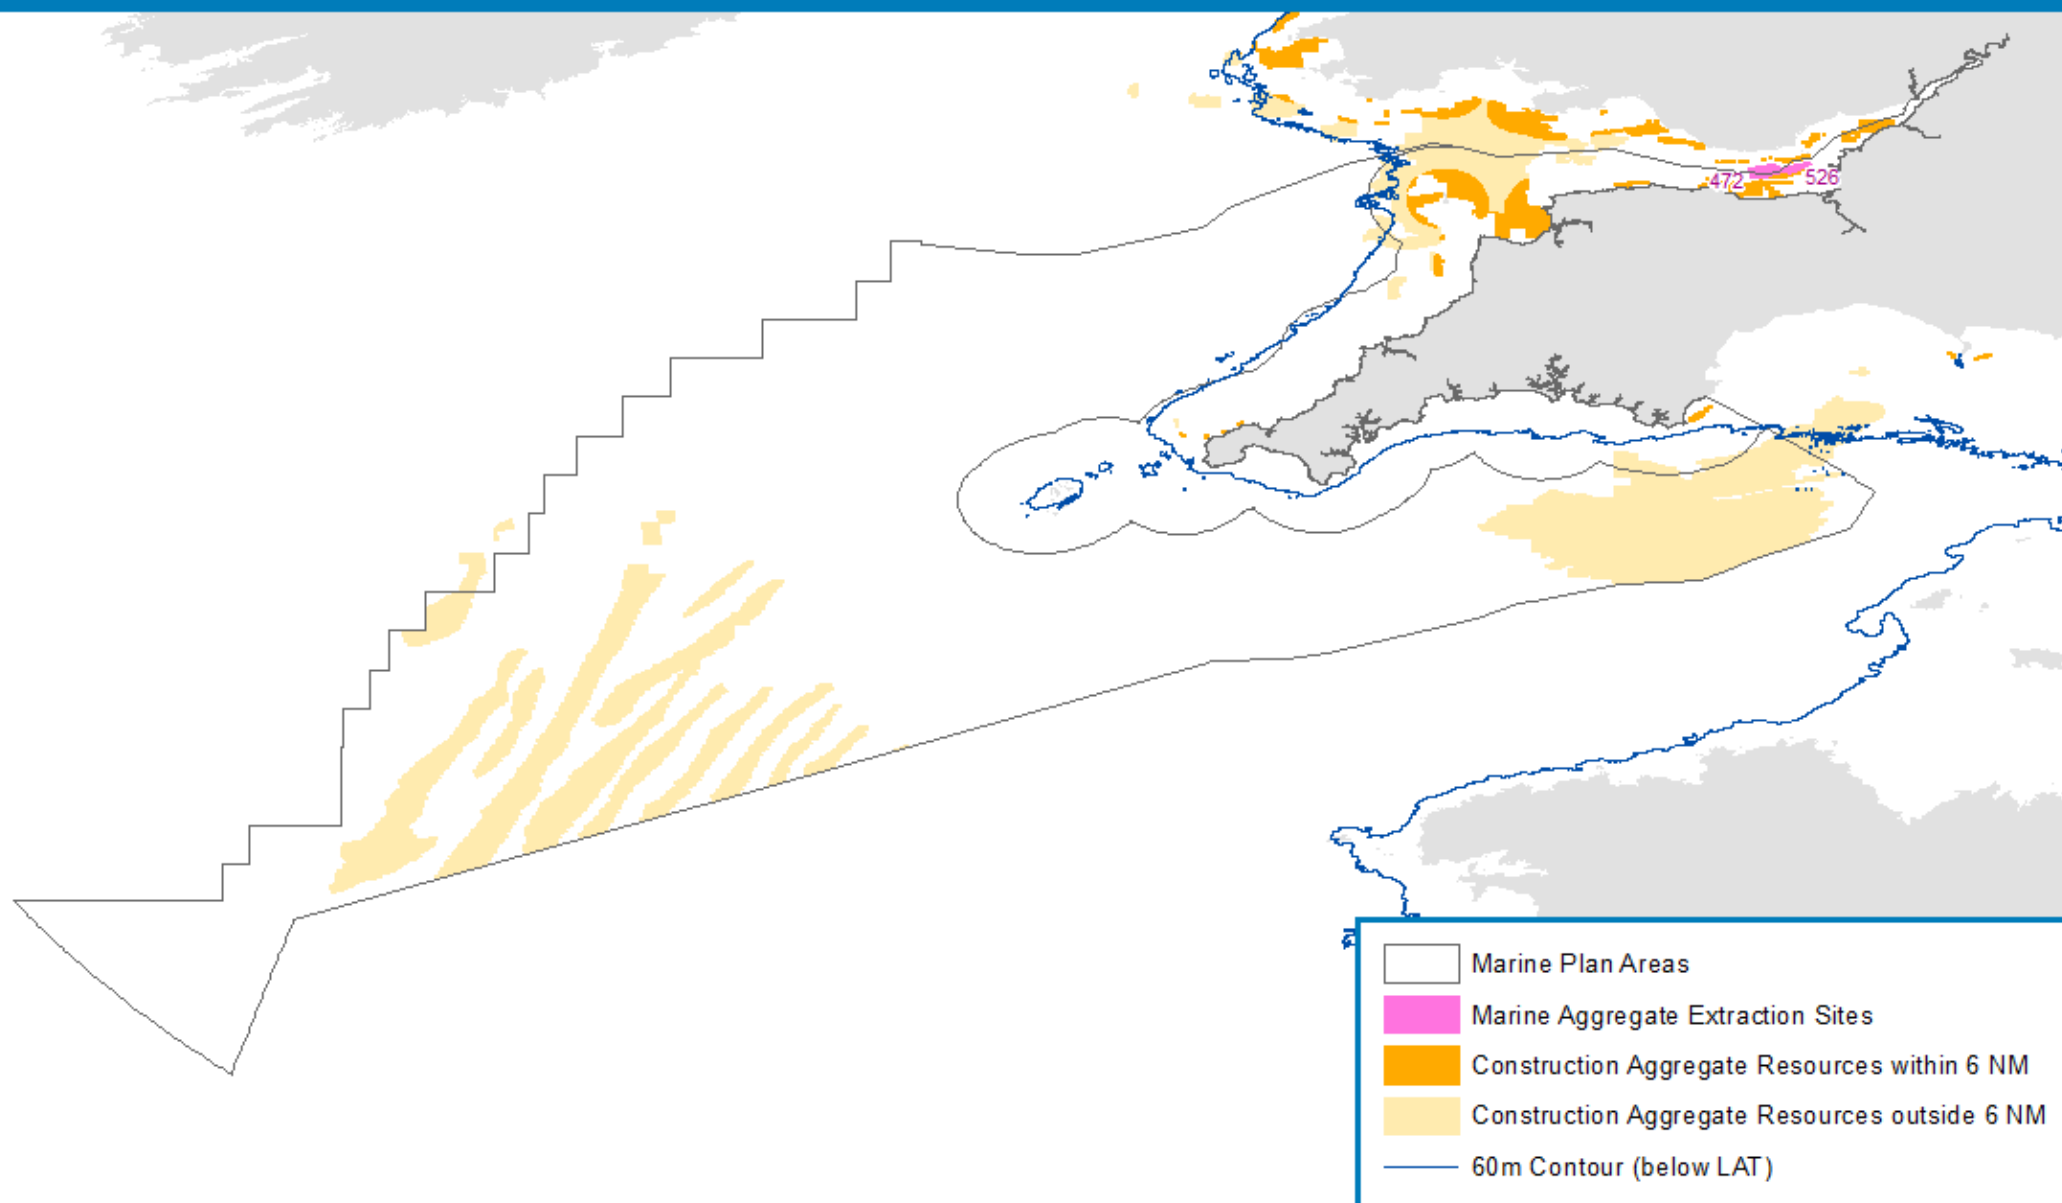 472 526
Marine Plan Areas
Marine Aggregate Extraction Sites
Construction Aggregate Resources within 6 NM
Construction Aggregate Resources outside 6 NM
60m Contour (below LAT)